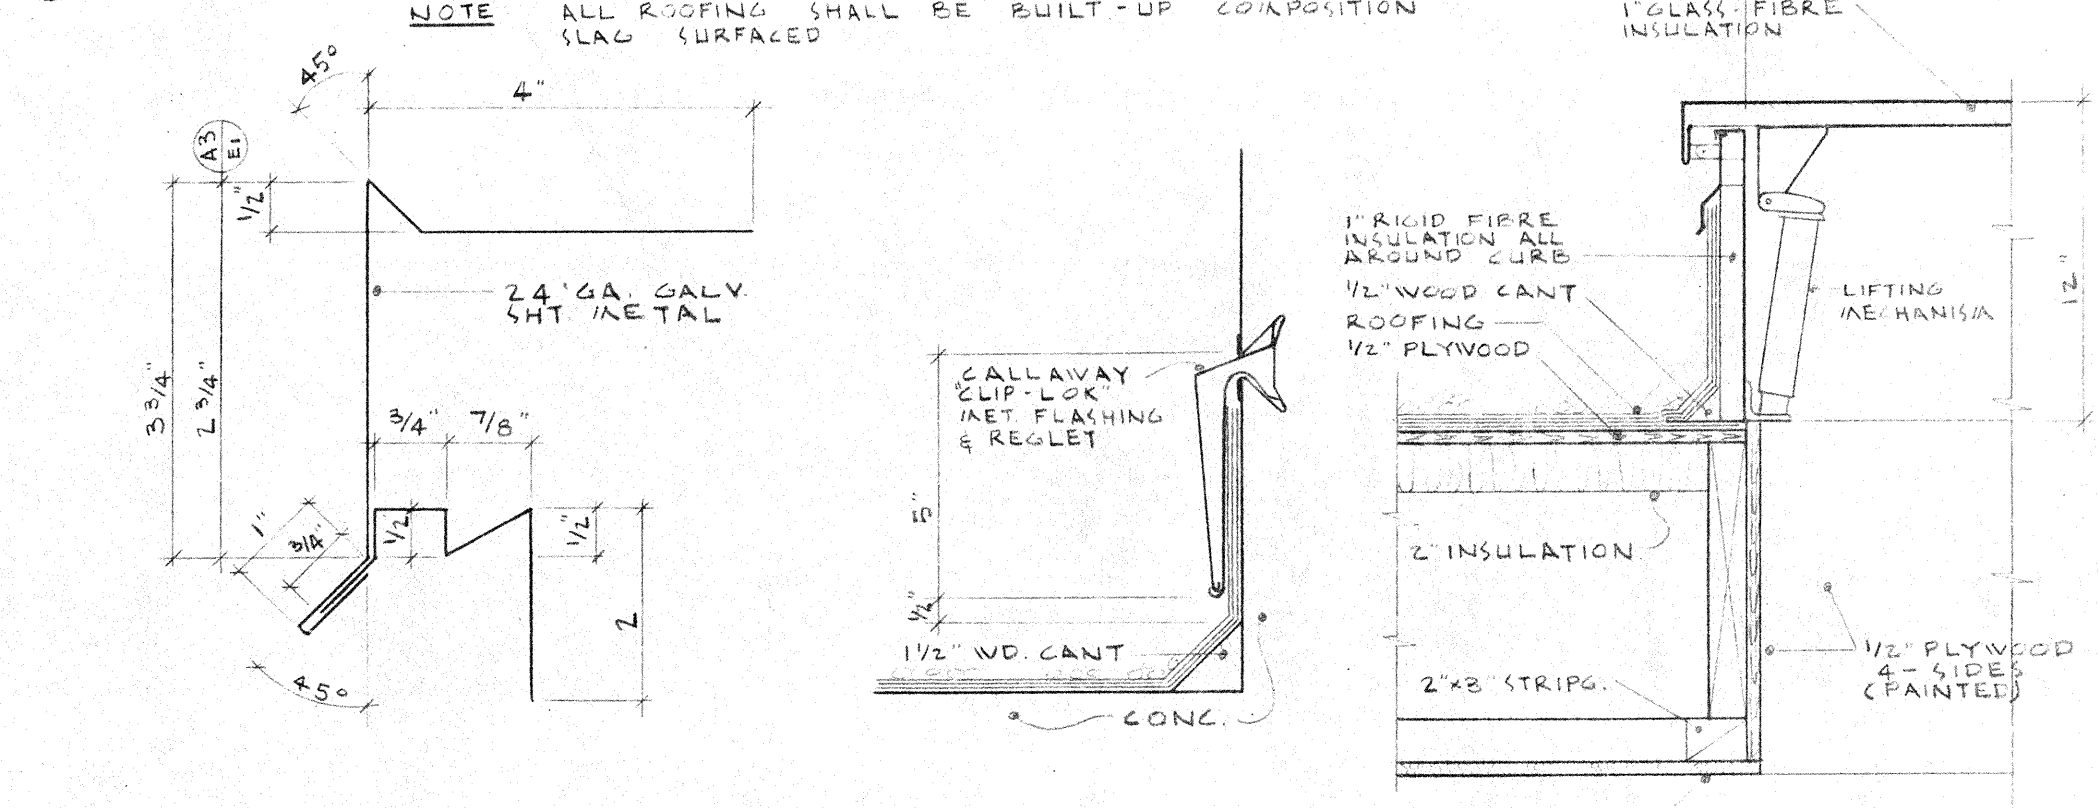 NOTE ALL ROOFING SHALL BE BUILT-UP COMPOSITION
SLAG SURFACED
1" GLASS-FIBRE
INSULATION
45°
4"
A3
E1
1/2"
24 GA. GALV.
SHT. METAL
3 3/4"
2 3/4"
3/4"
7/8"
1/2"
1/2"
1"
3/4"
2
45°
CALLAWAY
"CLIP-LOK"
MET. FLASHING
& REGLET
5"
1/2"
1 1/2" WD. CANT
CONC.
1" RIGID FIBRE
INSULATION ALL
AROUND CURB
1/2" WOOD CANT
ROOFING
1/2" PLYWOOD
LIFTING
MECHANISM
12"
2" INSULATION
2"x3" STRIPG.
1/2" PLYWOOD
4-SIDES
(PAINTED)